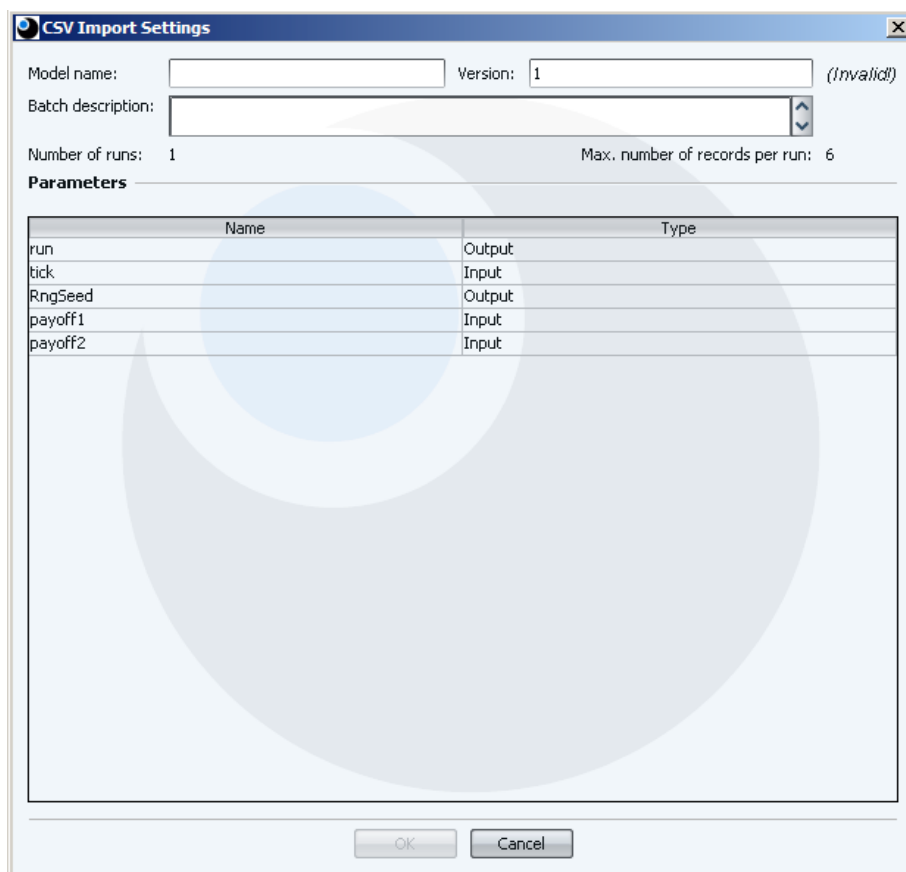 CSV Import Settings
Model name: Version: 1 (Invalid!)
Batch description:
Number of runs: 1 Max. number of records per run: 6
Parameters
Name Type
run Output
tick Input
RngSeed Output
payoff1 Input
payoff2 Input
OK Cancel